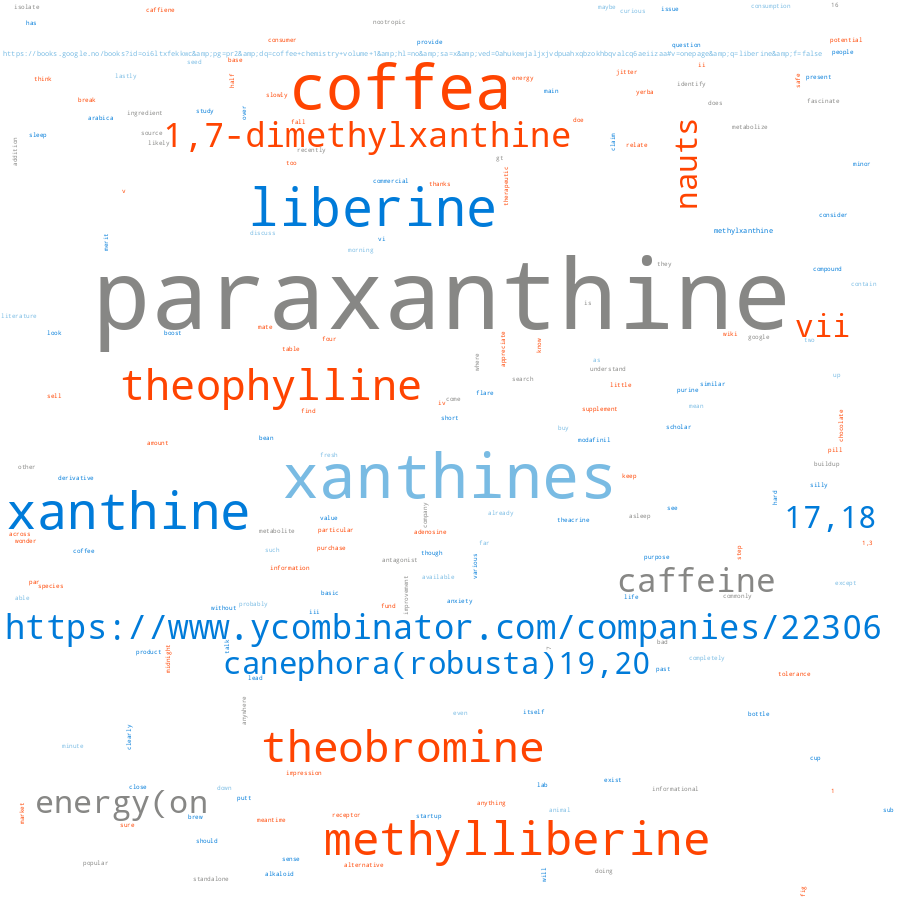 isolate
caffiene
maybe
curious
issue
consumption
16
has
nootropic
consumer
provide
question
potential
people
https://books.google.no/books?id=oi6ltxfekkwc&amp;pg=pr2&amp;dq=coffee+chemistry+volume+1&amp;hl=no&amp;sa=x&amp;ved=0ahukewjaljxjvdpuahxqbzokhbqvalcq6aeiizaa#v=onepage&amp;q=liberine&amp;f=false
seed
base
ii
think
half
coffea
energy
jitter
identify
safe
present
lastly
slowly
main
yerba
break
ingredient
study
over
does
fascinate
arabica
fall
doe
sleep
source
1,7-dimethylxanthine
claim
nauts
metabolize
likely
recently
relate
addition
gt
too
minor
therapeutic
commercial
thanks
v
liberine
consider
merit
discuss
vi
methylxanthine
morning
paraxanthine
they
compound
contain
is
literature
look
boost
mate
four
appreciate
know
wiki
google
vii
two
table
where
as
understand
search
up
theophylline
little
purine
similar
sell
come
flare
find
iv
short
supplement
mean
scholar
chocolate
amount
bean
buy
modafinil
pill
other
fresh
xanthines
buildup
derivative
keep
silly
xanthine
hard
company
already
value
theacrine
asleep
see
17,18
across
metabolite
particular
adenosine
wonder
coffee
such
purchase
though
far
step
1,3
antagonist
various
purpose
information
par
species
available
caffeine
except
able
basic
improvement
life
commonly
without
probably
iii
fund
anxiety
https://www.ycombinator.com/companies/22306
talk
product
midnight
canephora(robusta)19,20
7
bad
past
completely
lead
tolerance
anywhere
even
itself
bottle
clearly
minute
theobromine
cup
impression
close
down
lab
exist
informational
1
energy(on
putt
anything
animal
market
sub
sure
brew
meantime
receptor
startup
should
methylliberine
popular
sense
alternative
standalone
alkaloid
will
doing
fig